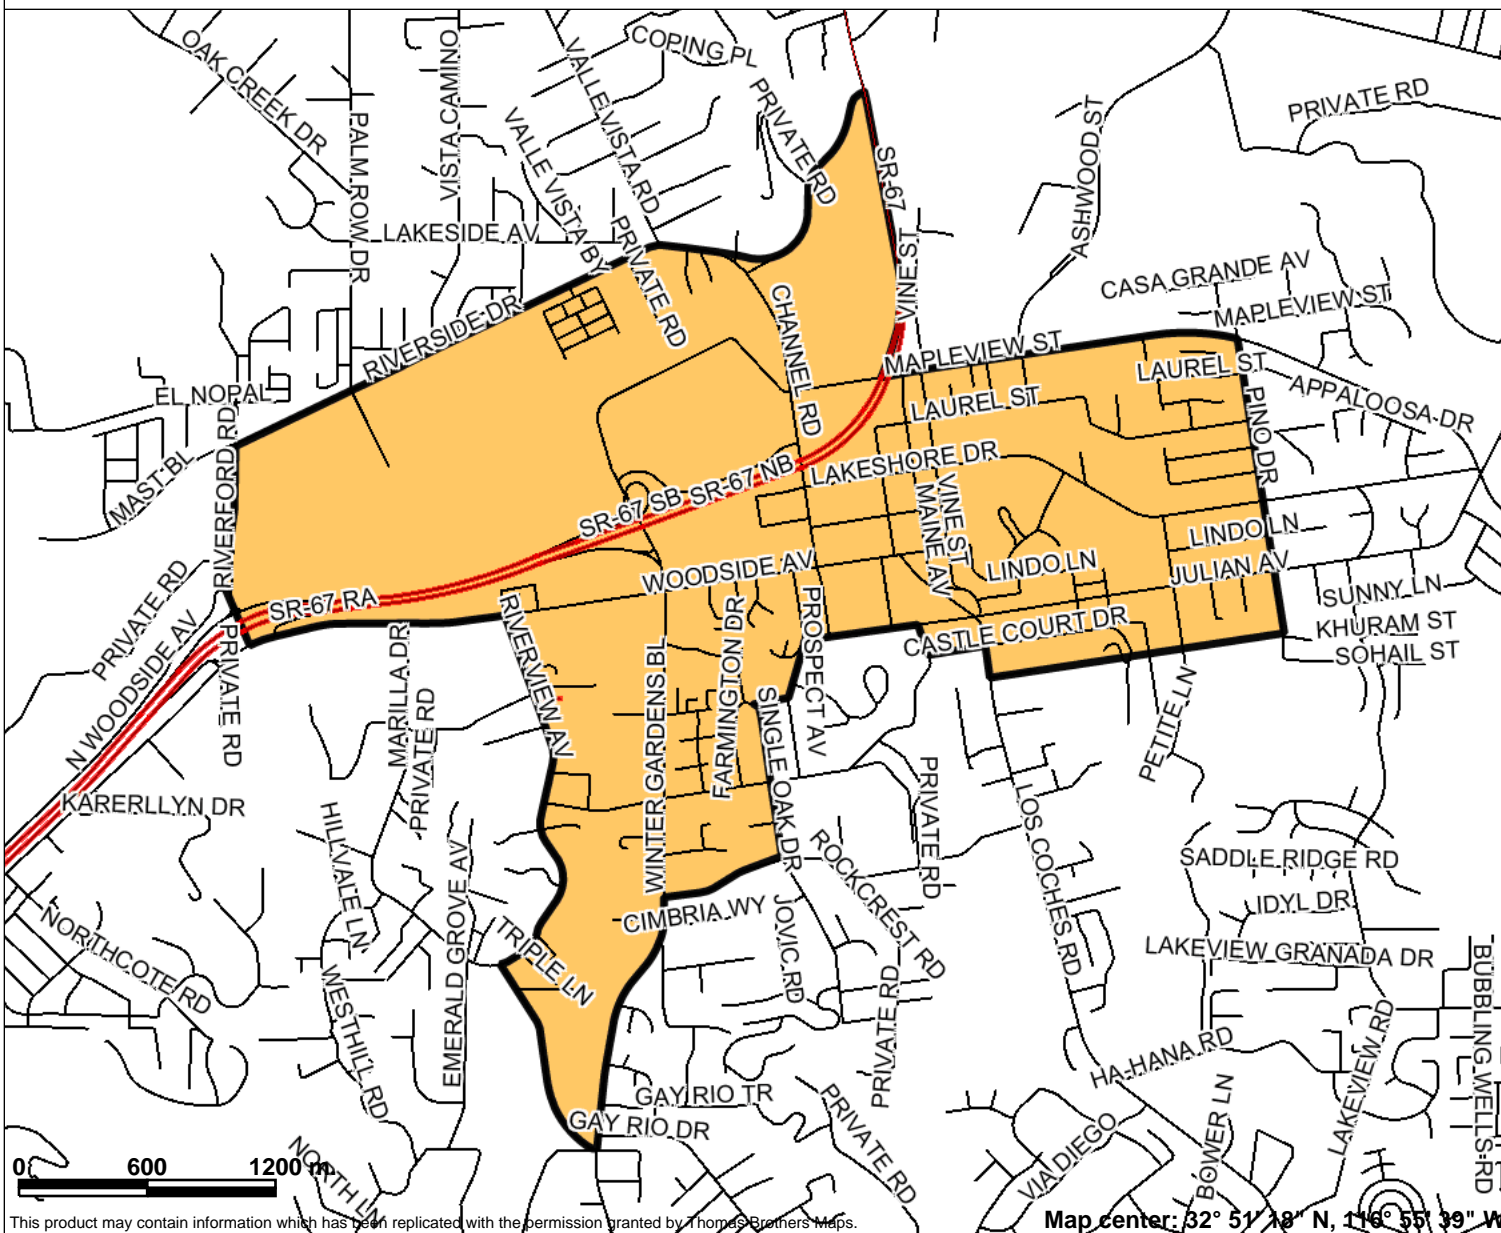 OAK CREEK DR
VISTA CAMINO
VALLE VISTA RD
COPING PL
PRIVATE RD
PRIVATE RD
PALM ROW DR
VALLE VISTA BY
SR-67
ASHWOOD ST
LAKESIDE AV
PRIVATE RD
VINE ST
CASA GRANDE AV
MAPLEVIEW ST
RIVERSIDE DR
CHANNEL RD
MAPLEVIEW ST
LAUREL ST
EL NOPAL
LAUREL ST
APPALOOSA DR
PINO DR
MAST BL
RIVERFORD RD
SR-67 SB
SR-67 NB
LAKESHORE DR
VINE ST
MAINE AV
LINDO LN
PRIVATE RD
WOODSIDE AV
LINDO LN
JULIAN AV
SUNNY LN
SR-67 RA
N WOODSIDE AV
PRIVATE RD
MARILLA DR
RIVERVIEW AV
FARMINGTON DR
PROSPECT AV
CASTLE COURT DR
KHURAM ST
SOHAIL ST
PRIVATE RD
WINTER GARDENS BL
SINGLE OAK DR
PETITE LN
KARERLLYN DR
HILLVALE LN
EMERALD GROVE AV
PRIVATE RD
LOS COCHES RD
ROCKCREST RD
SADDLE RIDGE RD
IDYL DR
NORTHCOTE RD
TRIPLE LN
CIMBRIA WY
JOVIC RD
LAKEVIEW GRANADA DR
WESTHILL RD
PRIVATE RD
BUBBLING WELLS RD
HA-HANA RD
LAKEVIEW RD
GAY RIO TR
GAY RIO DR
PRIVATE RD
VIA DIEGO
BOWER LN
NORTH LN
0 600 1200 m
This product may contain information which has been replicated with the permission granted by Thomas Brothers Maps.
Map center: 32° 51' 18" N, 116° 55' 39" W